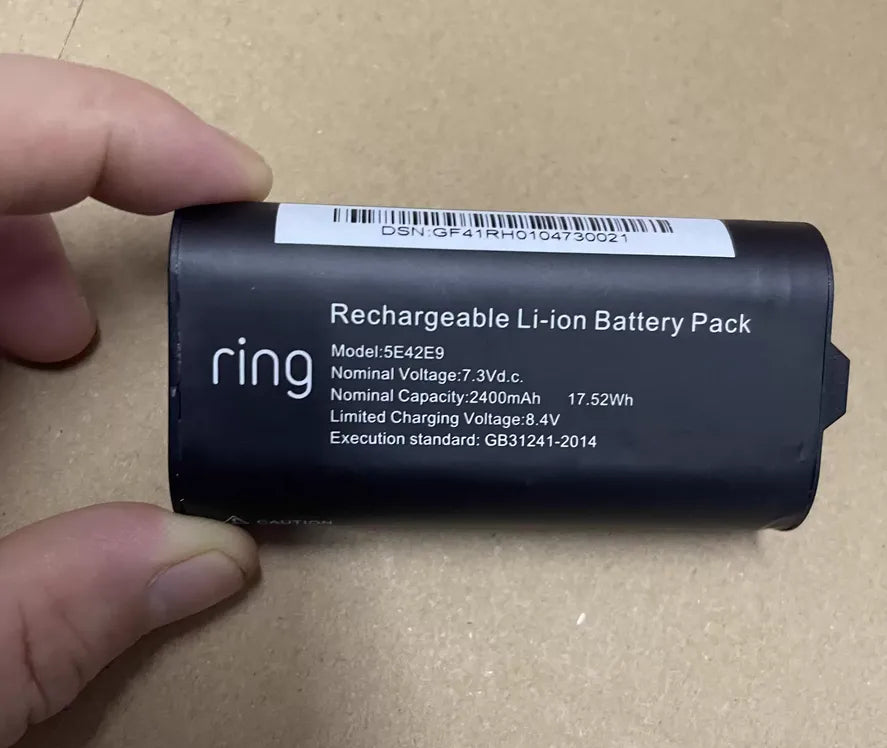 DSN:GF41RH0104730021
Rechargeable Li-ion Battery Pack
ring
Model:5E42E9
Nominal Voltage:7.3Vd.c.
Nominal Capacity:2400mAh 17.52Wh
Limited Charging Voltage:8.4V
Execution standard: GB31241-2014
CAUTION